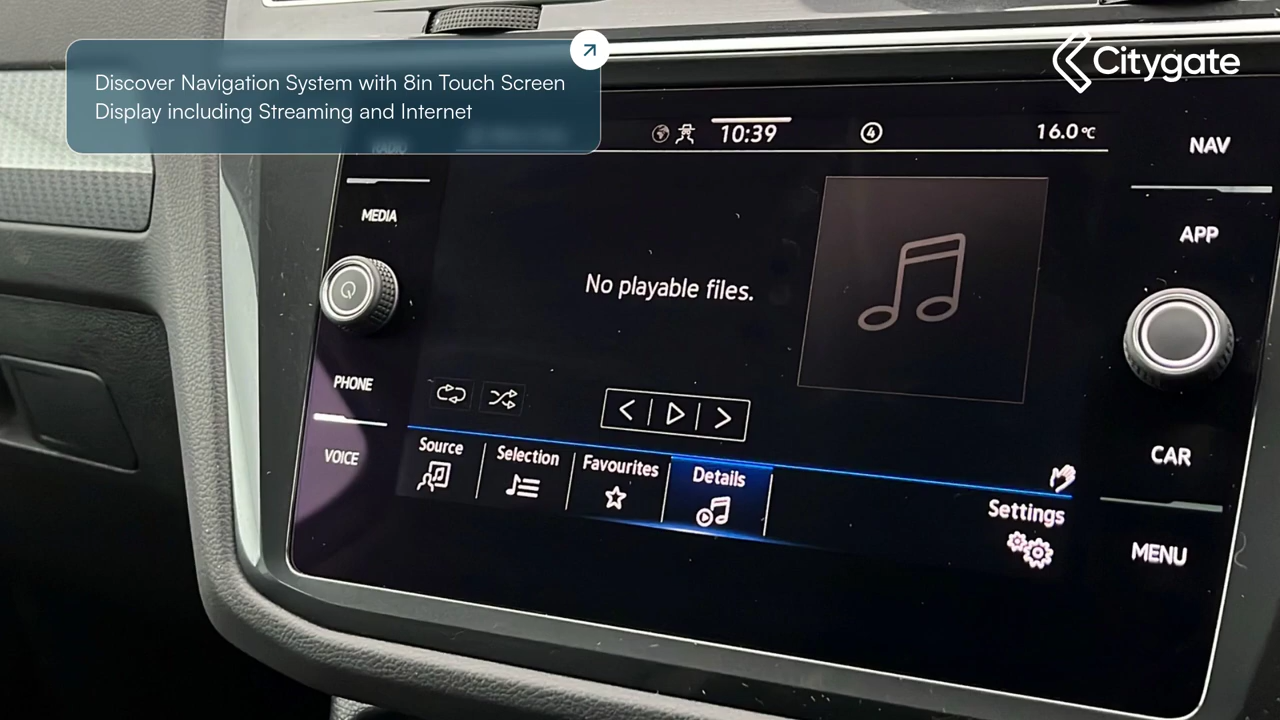 Discover Navigation System with 8in Touch Screen
Display including Streaming and Internet
Citygate
RADIO
10:39
4
16.0°C
NAV
MEDIA
APP
No playable files.
PHONE
VOICE
CAR
Source
Selection
Favourites
Details
Settings
MENU